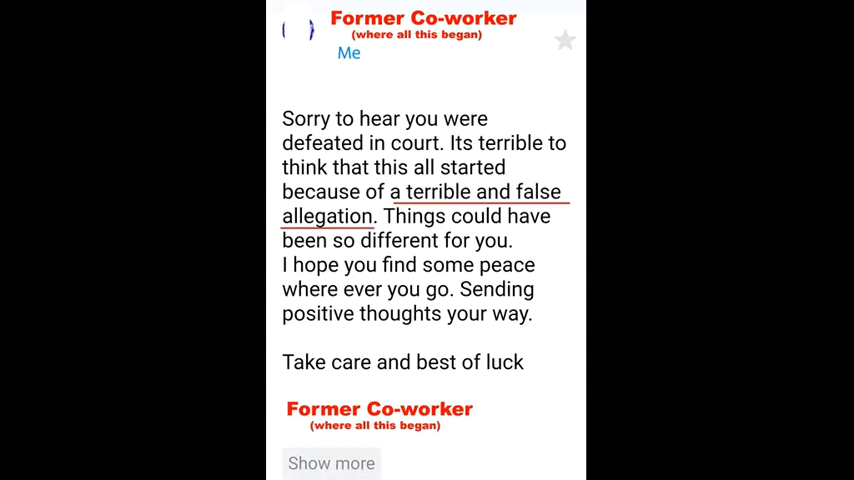 Former Co-worker
(where all this began)
Me
Sorry to hear you were
defeated in court. Its terrible to
think that this all started
because of a terrible and false
allegation. Things could have
been so different for you.
I hope you find some peace
where ever you go. Sending
positive thoughts your way.
Take care and best of luck
Former Co-worker
(where all this began)
Show more